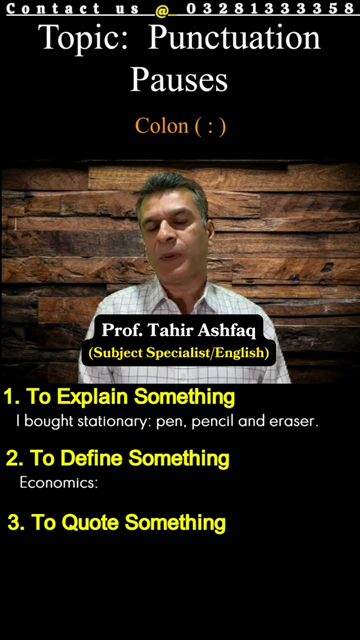 Contact us @ 03281333358
Topic: Punctuation
Pauses
Colon ( : )
Prof. Tahir Ashfaq
(Subject Specialist/English)
1. To Explain Something
I bought stationary: pen, pencil and eraser.
2. To Define Something
Economics:
3. To Quote Something